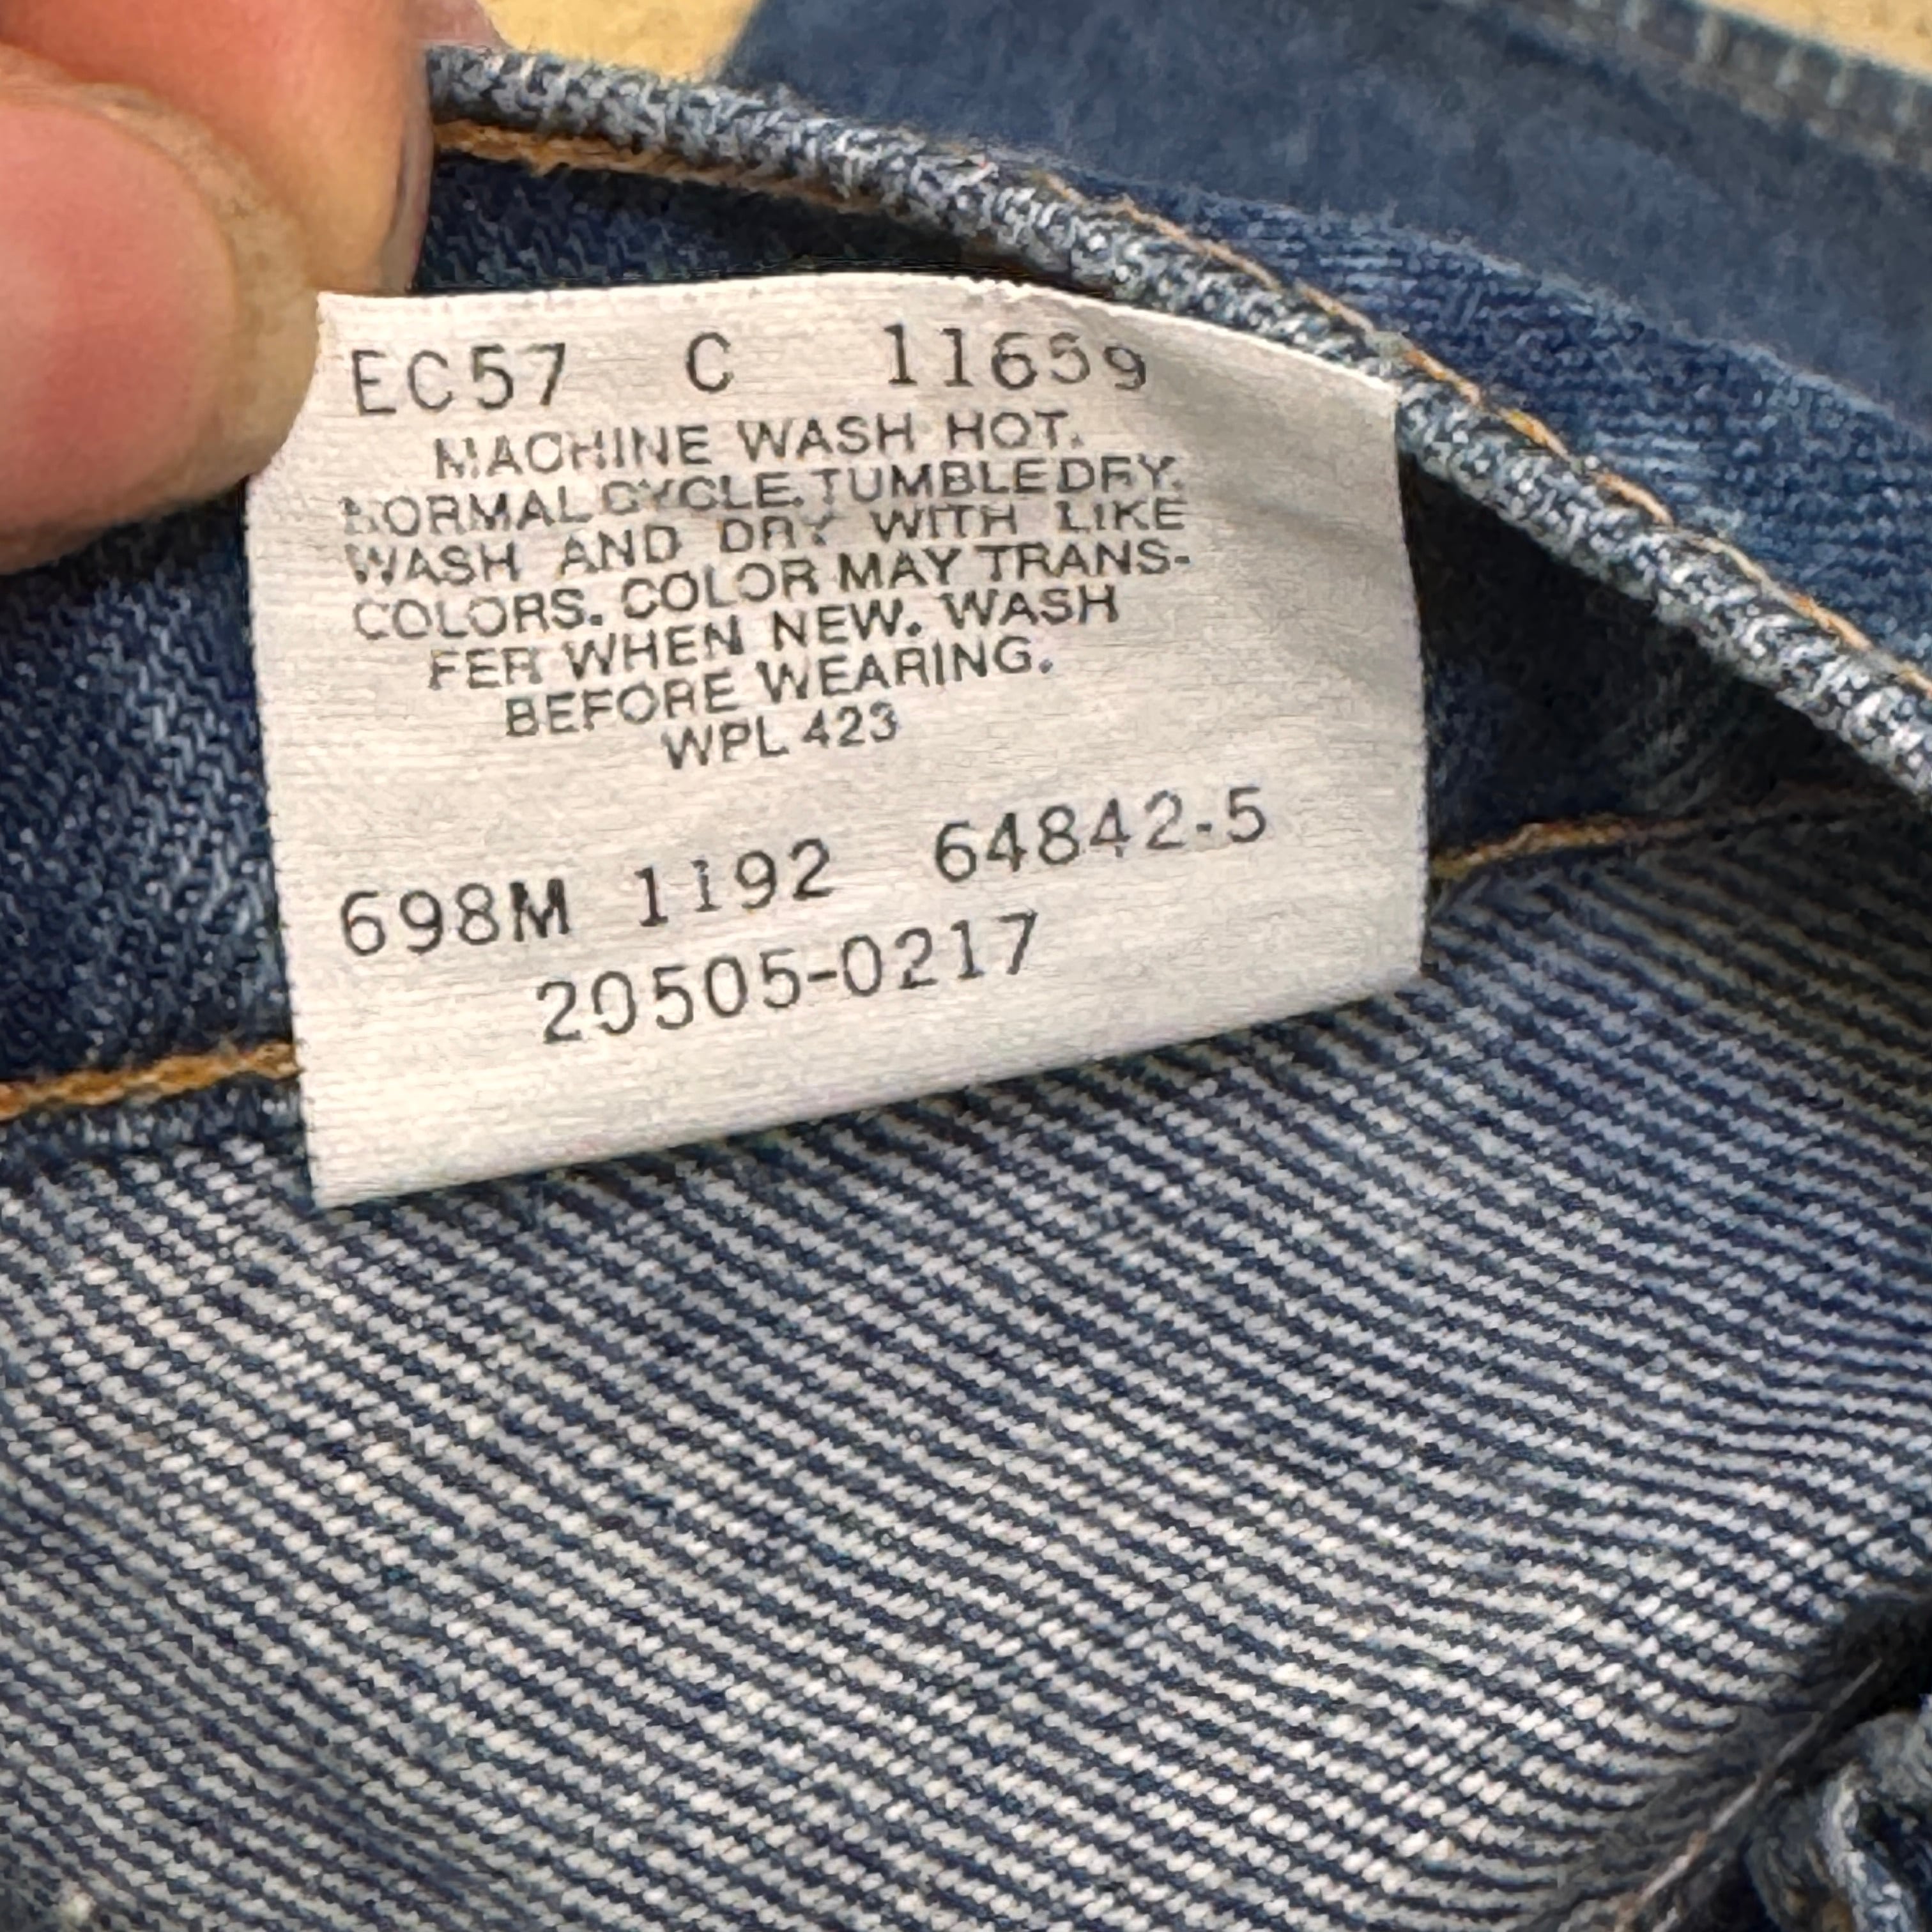 EC57 C 11659
MACHINE WASH HOT.
NORMAL CYCLE. TUMBLE DRY.
WASH AND DRY WITH LIKE
COLORS. COLOR MAY TRANS-
FER WHEN NEW. WASH
BEFORE WEARING.
WPL 423
698M 1192 64842-5
20505-0217